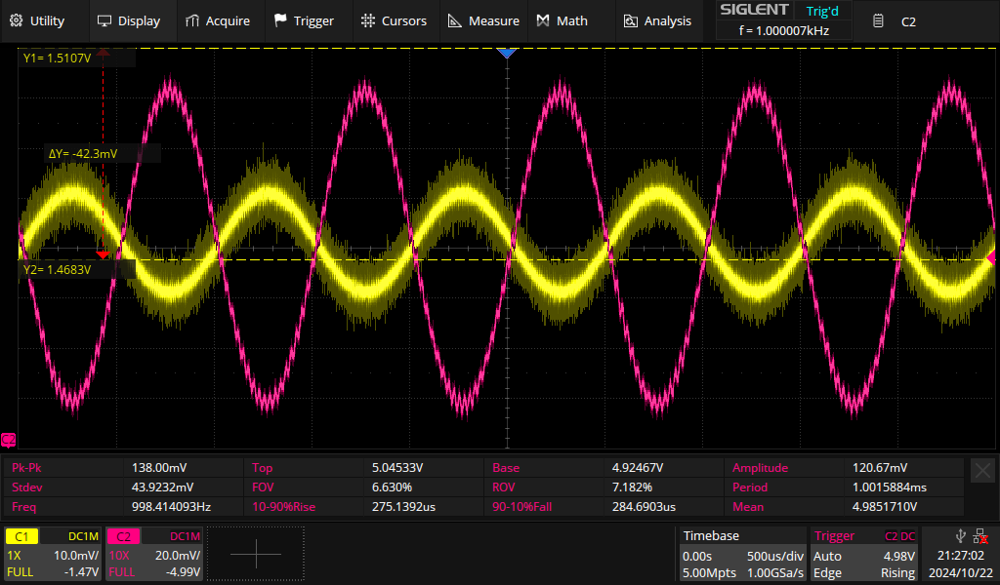 Utility Display Acquire Trigger Cursors Measure Math Analysis SIGLENT Trig'd C2
f = 1.000007kHz
Y1= 1.5107V
ΔY= -42.3mV
Y2= 1.4683V
C2
Pk-Pk 138.00mV Top 5.04533V Base 4.92467V Amplitude 120.67mV
Stdev 43.9232mV FOV 6.630% ROV 7.182% Period 1.0015884ms
Freq 998.414093Hz 10-90%Rise 275.1392us 90-10%Fall 284.6903us Mean 4.9851710V
C1 DC1M C2 DC1M Timebase Trigger C2 DC
1X 10.0mV/ 10X 20.0mV/ 0.00s 500us/div Auto 4.98V 21:27:02
FULL -1.47V FULL -4.99V 5.00Mpts 1.00GSa/s Edge Rising 2024/10/22